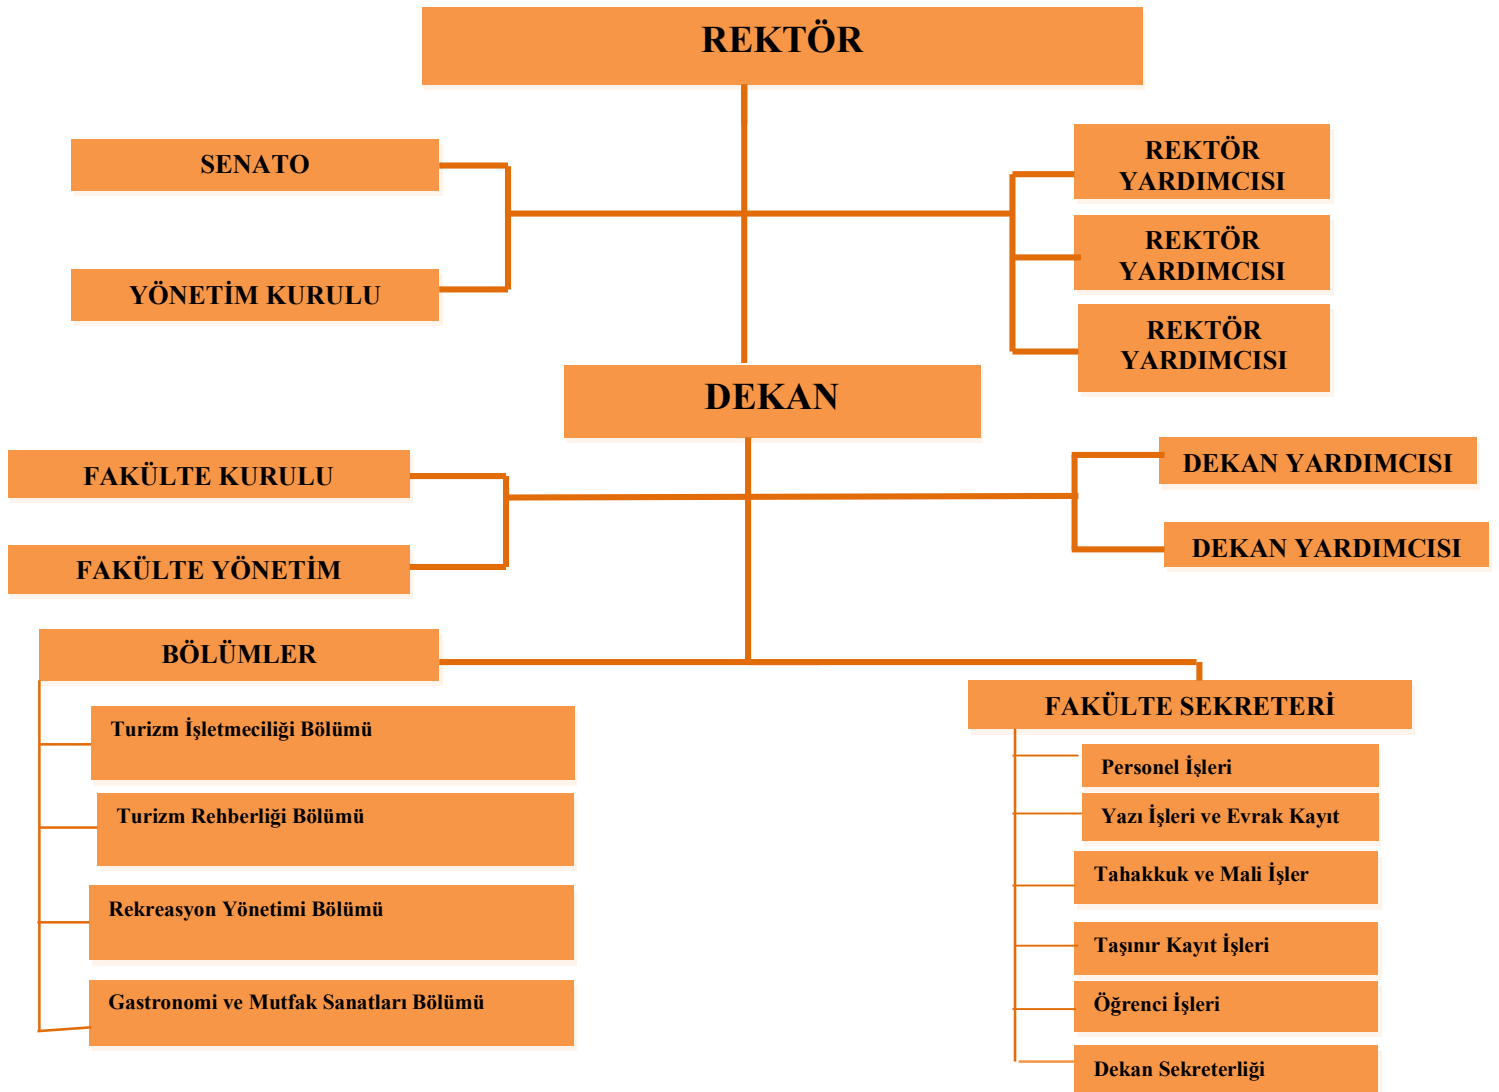 REKTÖR
SENATO
YÖNETİM KURULU
REKTÖR
YARDIMCISI
REKTÖR
YARDIMCISI
REKTÖR
YARDIMCISI
DEKAN
FAKÜLTE KURULU
FAKÜLTE YÖNETİM
DEKAN YARDIMCISI
DEKAN YARDIMCISI
BÖLÜMLER
Turizm İşletmeciliği Bölümü
Turizm Rehberliği Bölümü
Rekreasyon Yönetimi Bölümü
Gastronomi ve Mutfak Sanatları Bölümü
FAKÜLTE SEKRETERİ
Personel İşleri
Yazı İşleri ve Evrak Kayıt
Tahakkuk ve Mali İşler
Taşınır Kayıt İşleri
Öğrenci İşleri
Dekan Sekreterliği